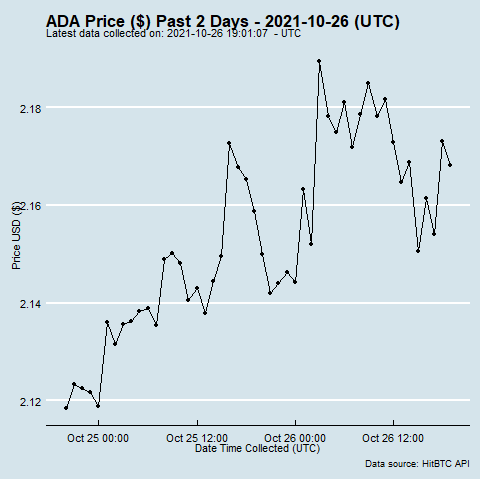 ADA Price ($) Past 2 Days - 2021-10-26 (UTC)
Latest data collected on: 2021-10-26 19:01:07 - UTC
2.18
2.16
2.14
2.12
Price USD ($)
Oct 25 00:00 Oct 25 12:00 Oct 26 00:00 Oct 26 12:00
Date Time Collected (UTC)
Data source: HitBTC API